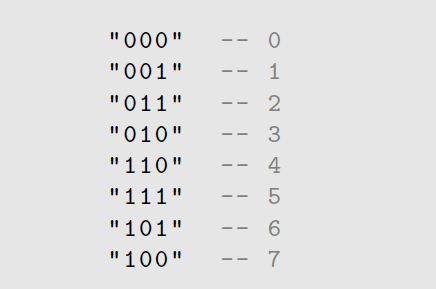 "000" -- 0
"001" -- 1
"011" -- 2
"010" -- 3
"110" -- 4
"111" -- 5
"101" -- 6
"100" -- 7